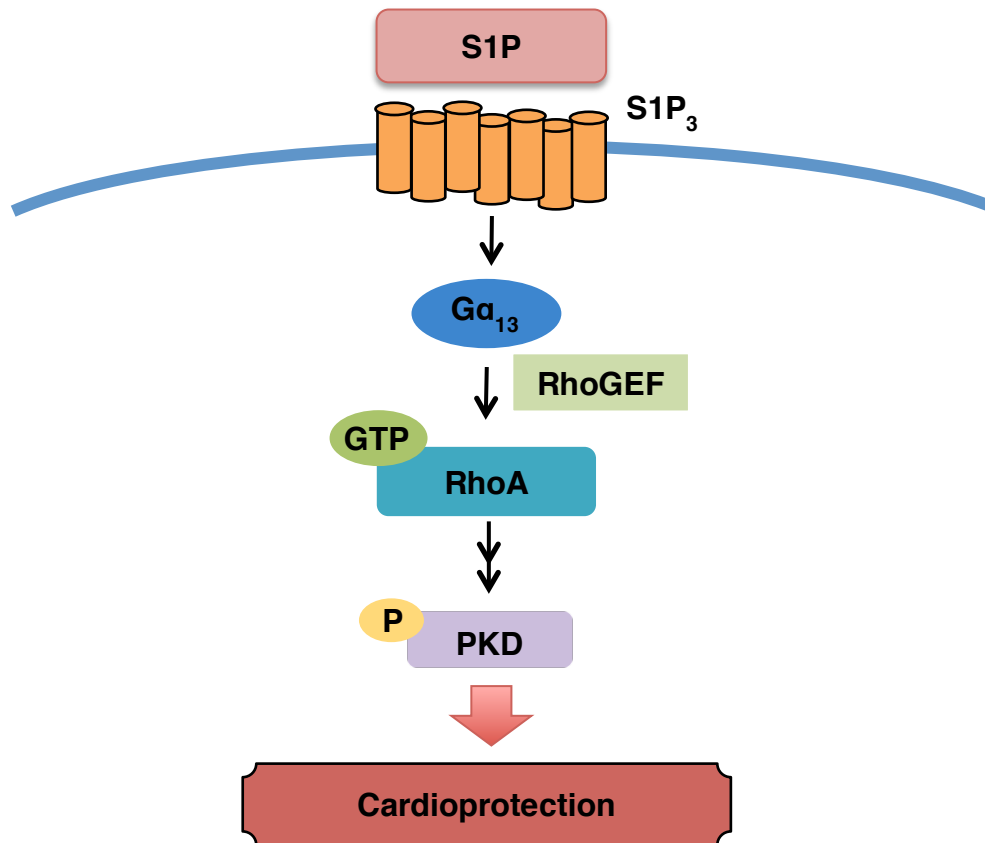 S1P
S1P₃
Gα₁₃
RhoGEF
GTP
RhoA
P
PKD
Cardioprotection